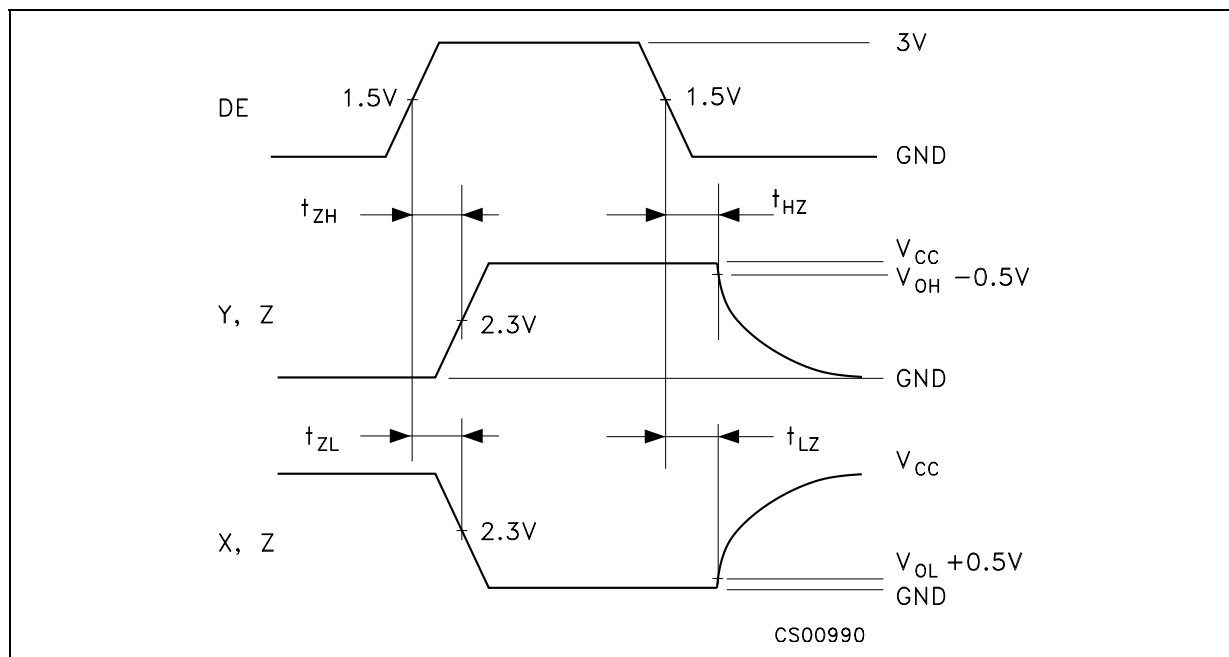 3V
DE
1.5V
1.5V
GND
tZH
tHZ
VCC
VOH −0.5V
Y, Z
2.3V
GND
tZL
tLZ
VCC
X, Z
2.3V
VOL +0.5V
GND
CS00990